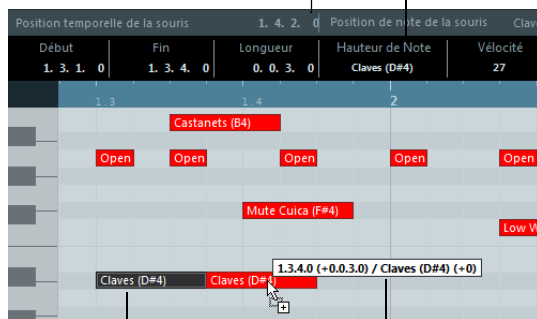 Position temporelle de la souris 1. 4. 2. 0 Position de note de la souris Clav
Début Fin Longueur Hauteur de Note Vélocité
1. 3. 1. 0 1. 3. 4. 0 0. 0. 3. 0 Claves (D#4) 27
1.3 1.4 2
Castanets (B4)
Open Open Open Open Open
Mute Cuica (F#4)
Low W
1.3.4.0 (+0.0.3.0) / Claves (D#4) (+0)
Claves (D#4) Claves (D#4)